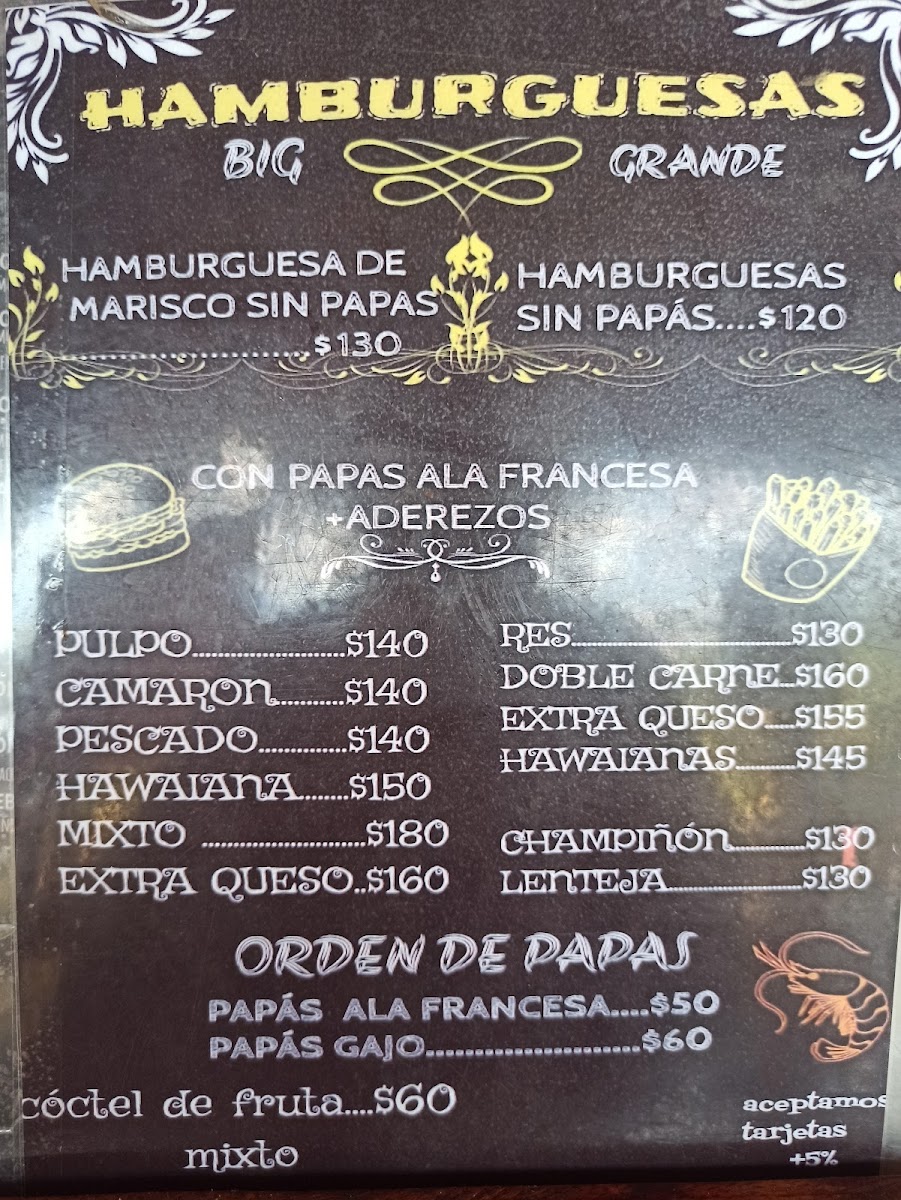 HAMBURGUESAS
BIG
GRANDE
HAMBURGUESA DE
MARISCO SIN PAPAS
..............................$130
HAMBURGUESAS
SIN PAPÁS....$120
CON PAPAS ALA FRANCESA
+ADEREZOS
PULPO........................$140
CAMARON...........$140
PESCADO..............$140
HAWAIANA........$150
MIXTO .........................$180
EXTRA QUESO..$160
RES....................................$130
DOBLE CARNE...$160
EXTRA QUESO.....$155
HAWAIANAS..........$145
CHAMPIÑÓN............$130
LENTEJA......................$130
ORDEN DE PAPAS
PAPÁS ALA FRANCESA....$50
PAPÁS GAJO.......................$60
cóctel de fruta....$60
mixto
aceptamos
tarjetas
+5%